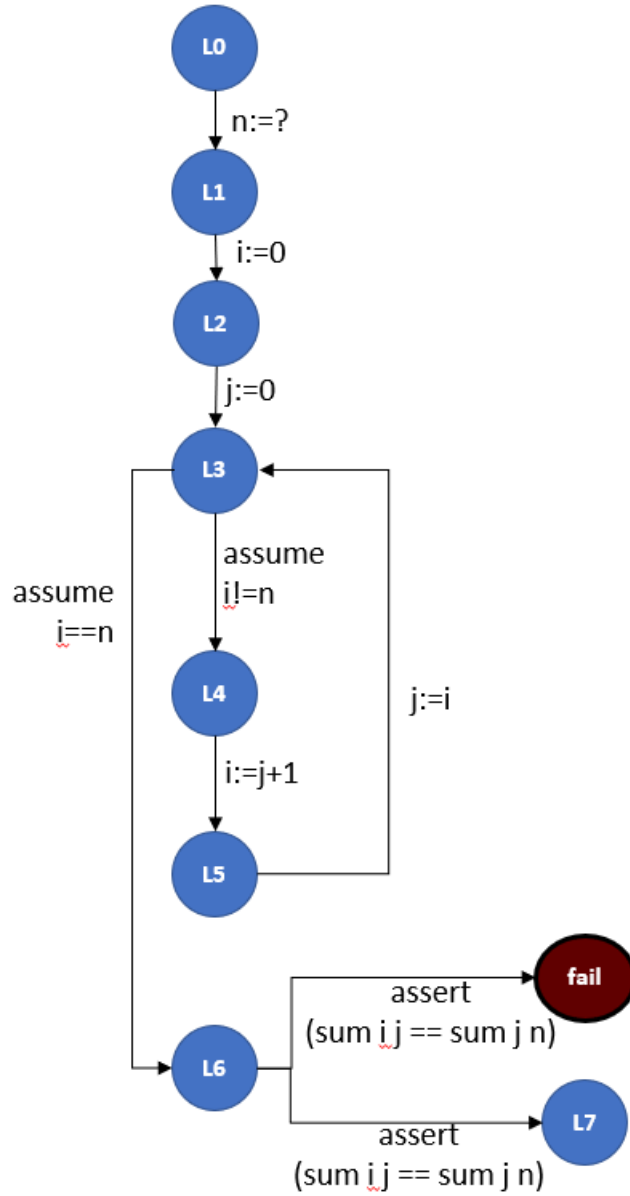 L0
n:=?
L1
i:=0
L2
j:=0
L3
assume
i!=n
assume
i==n
L4
j:=i
i:=j+1
L5
fail
assert
(sum i j == sum j n)
L6
L7
assert
(sum i j == sum j n)